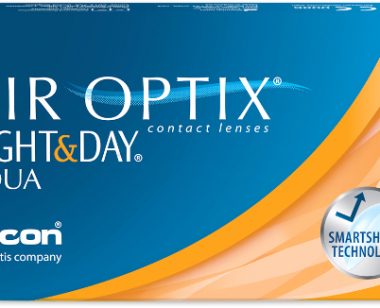 IR OPTIX®
contact lenses
GHT&DAY®
QUA
con®
tis company
SMARTSH
TECHNOL